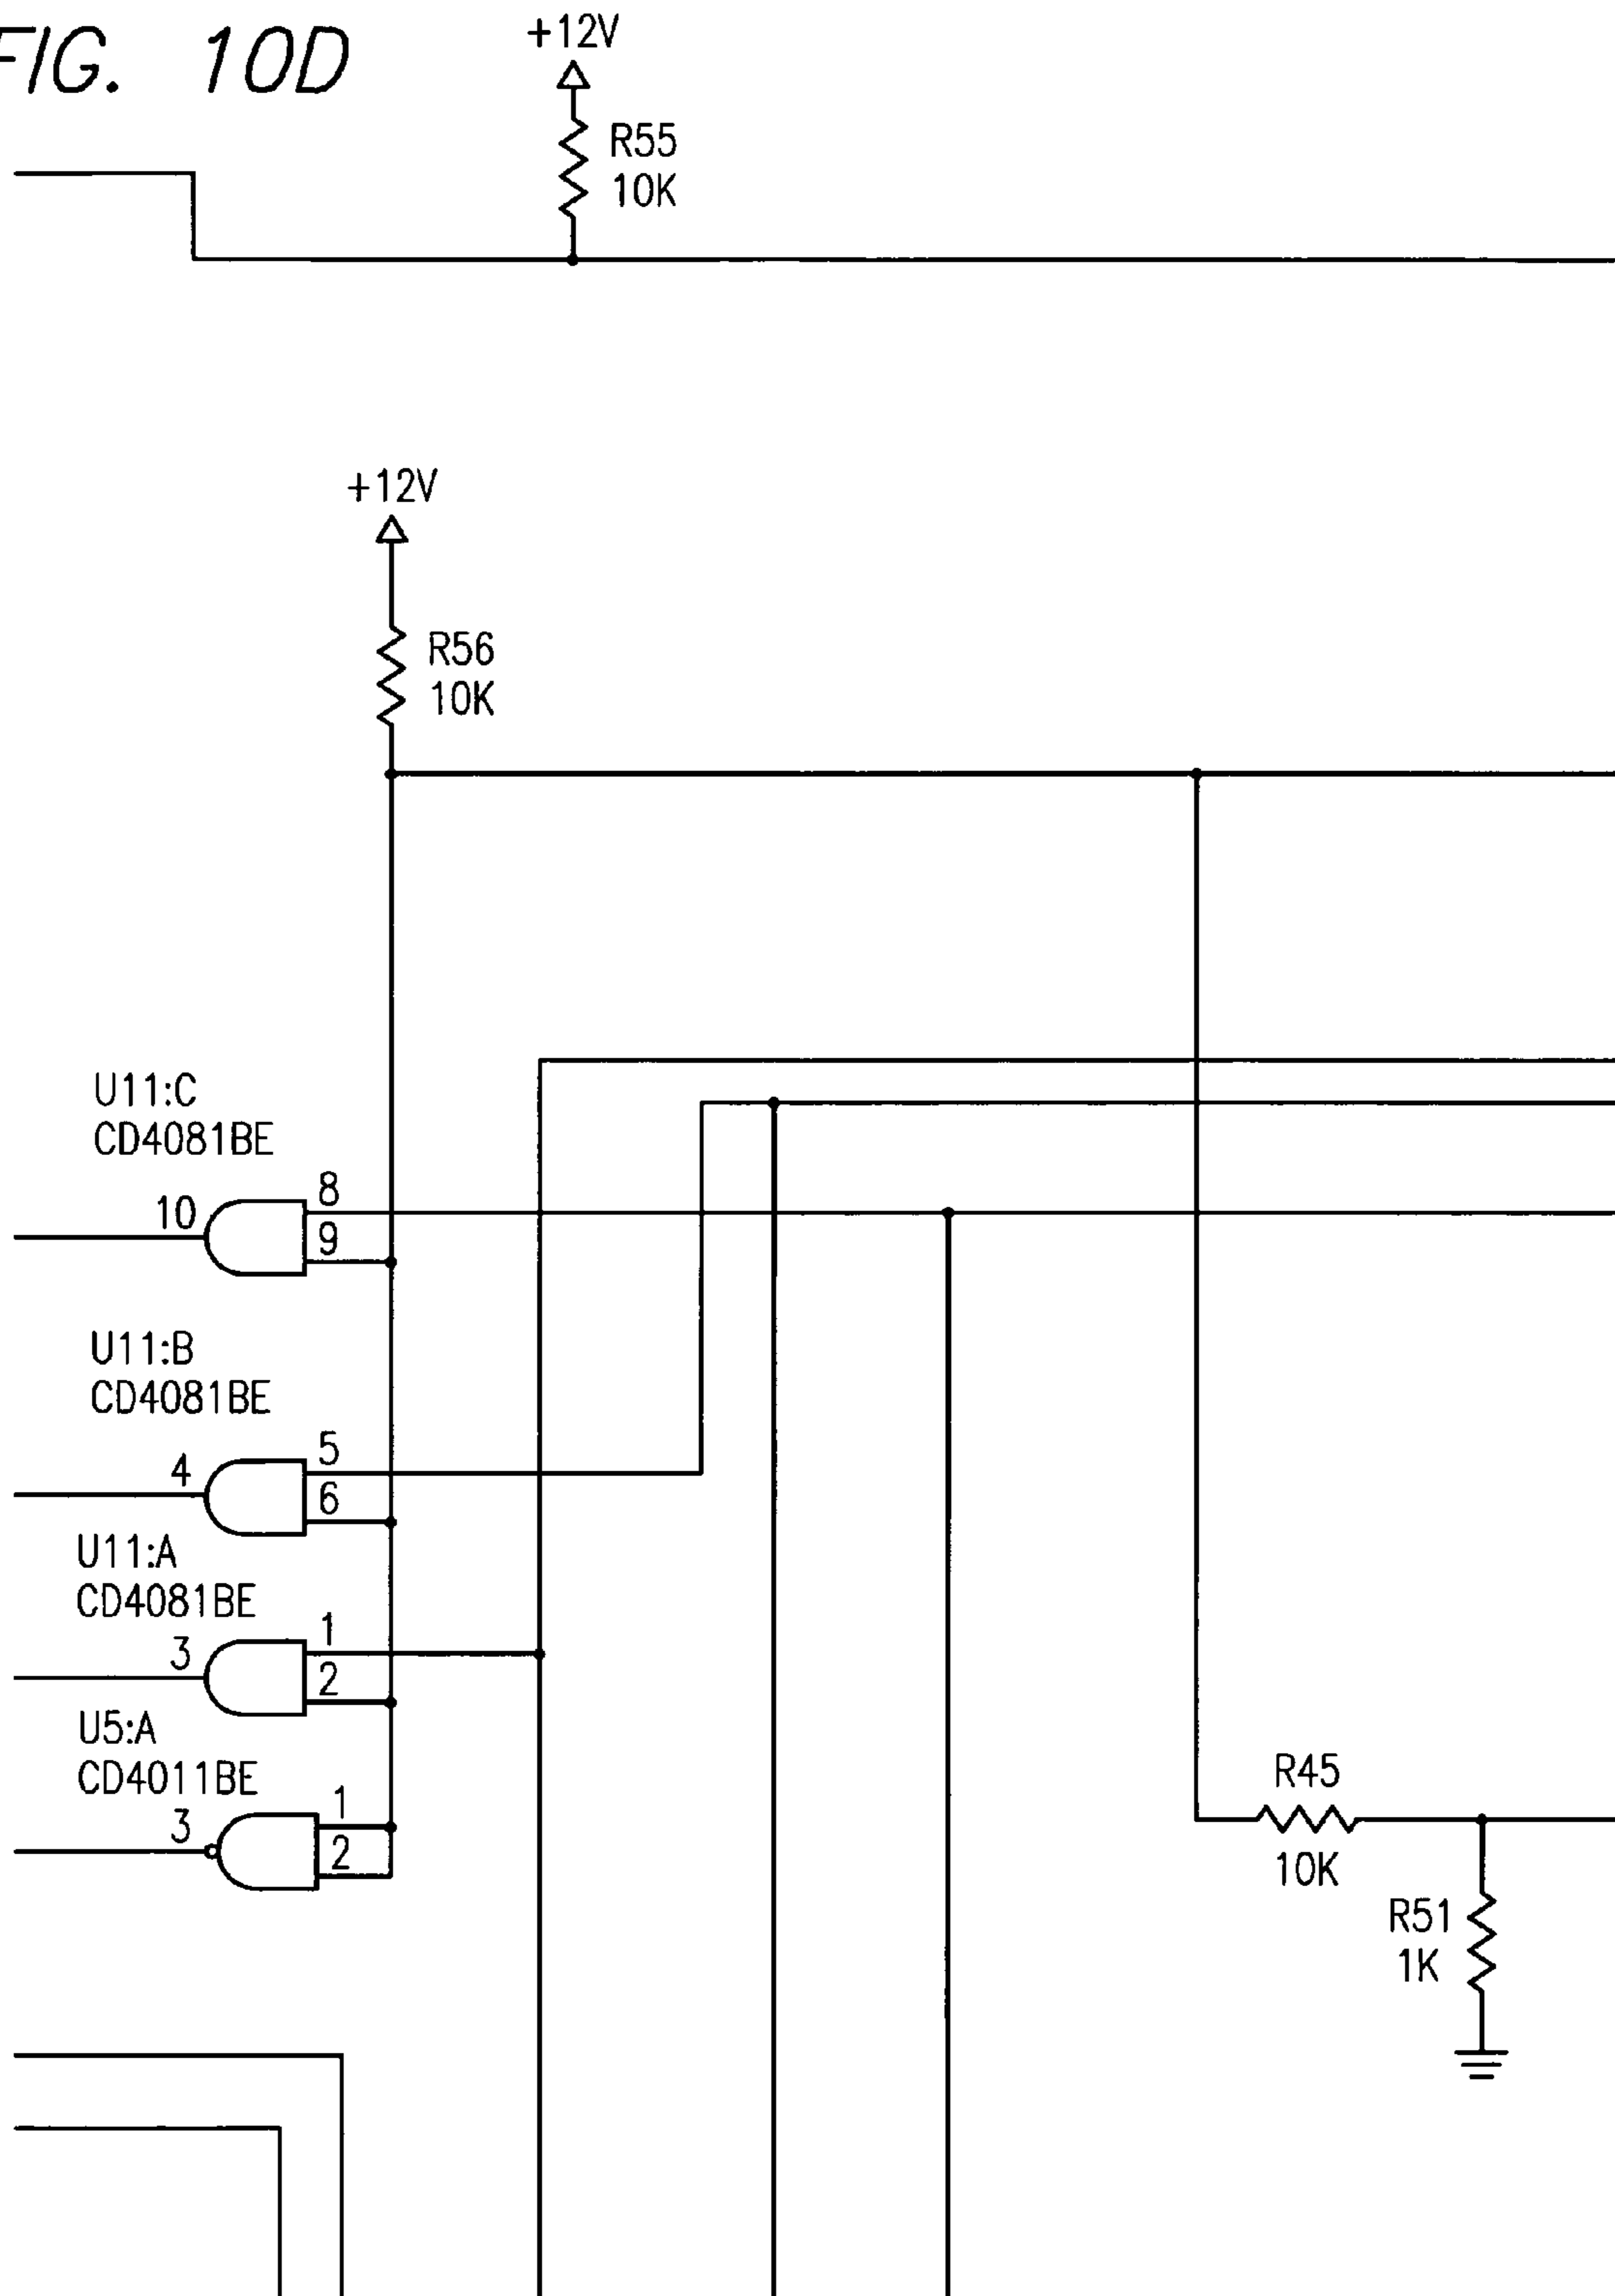 FIG. 10D
+12V
R55
10K
+12V
R56
10K
U11:C
CD4081BE
10
8
9
U11:B
CD4081BE
4
5
6
U11:A
CD4081BE
3
1
2
U5:A
CD4011BE
3
1
2
R45
10K
R51
1K